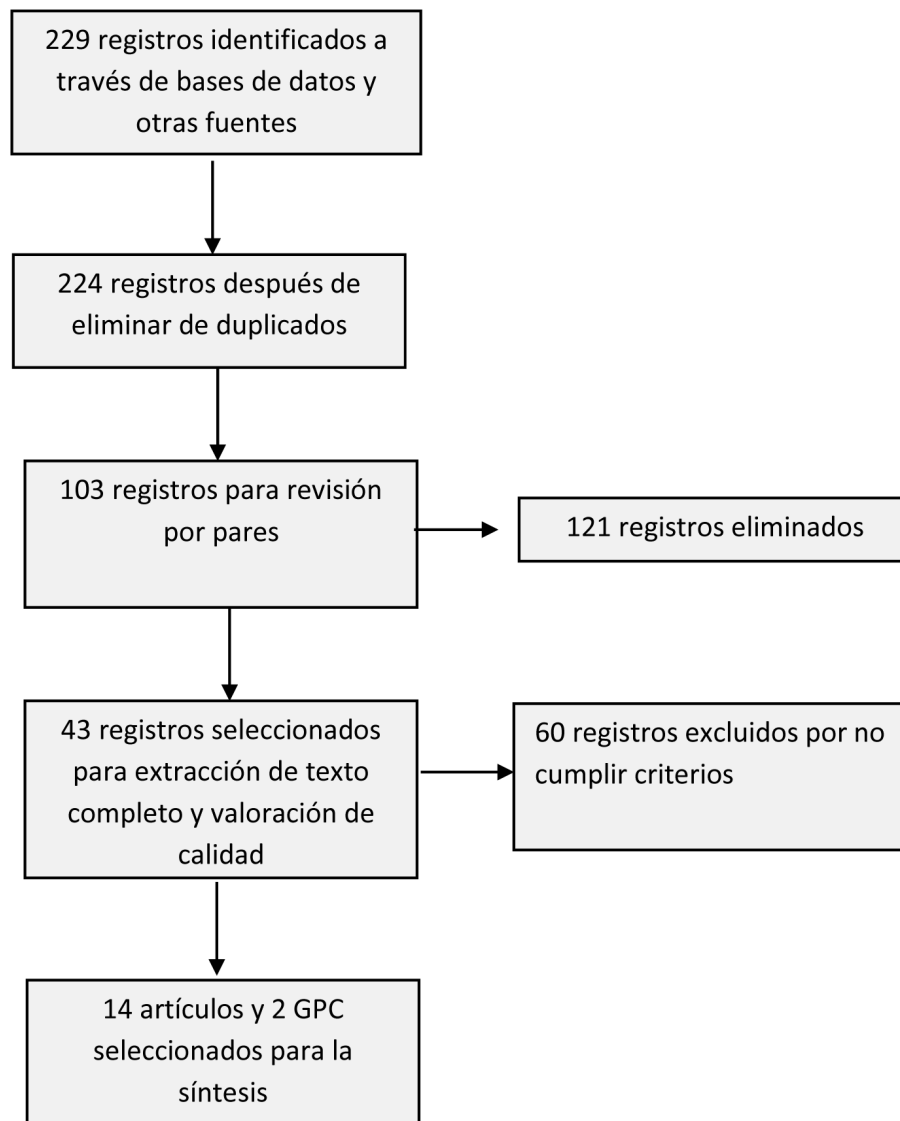 229 registros identificados a
través de bases de datos y
otras fuentes
224 registros después de
eliminar de duplicados
103 registros para revisión
por pares
121 registros eliminados
43 registros seleccionados
para extracción de texto
completo y valoración de
calidad
60 registros excluidos por no
cumplir criterios
14 artículos y 2 GPC
seleccionados para la
síntesis